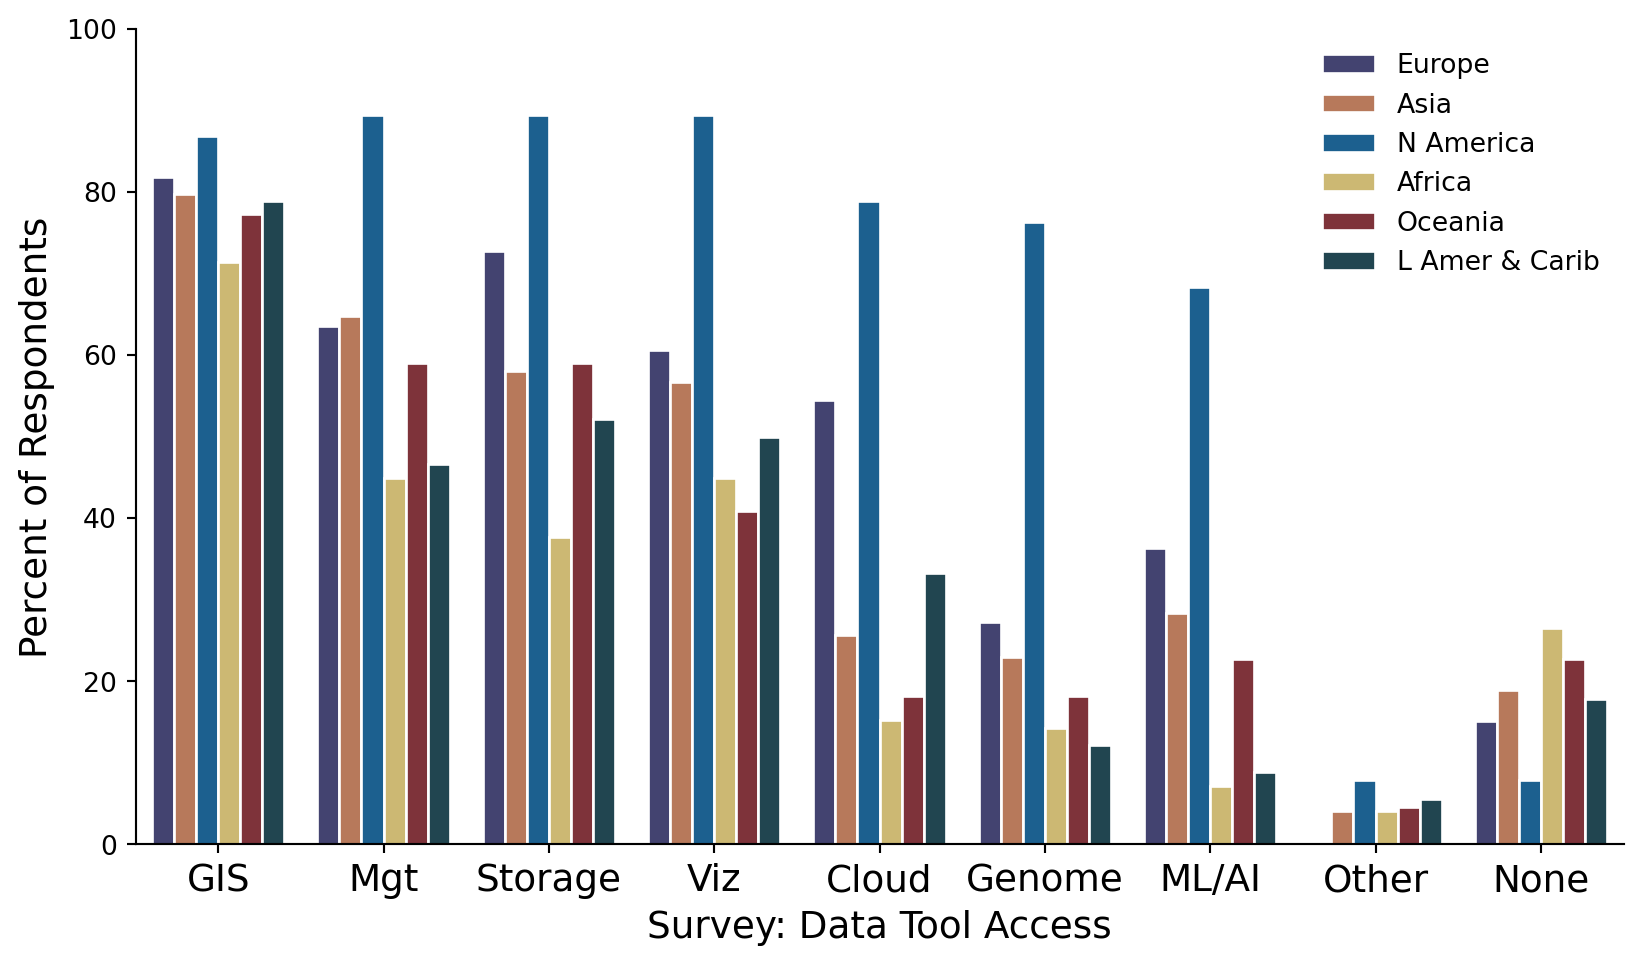 Percent of Respondents
100
80
60
40
20
0
Europe
Asia
N America
Africa
Oceania
L Amer & Carib
GIS Mgt Storage Viz Cloud Genome ML/AI Other None
Survey: Data Tool Access